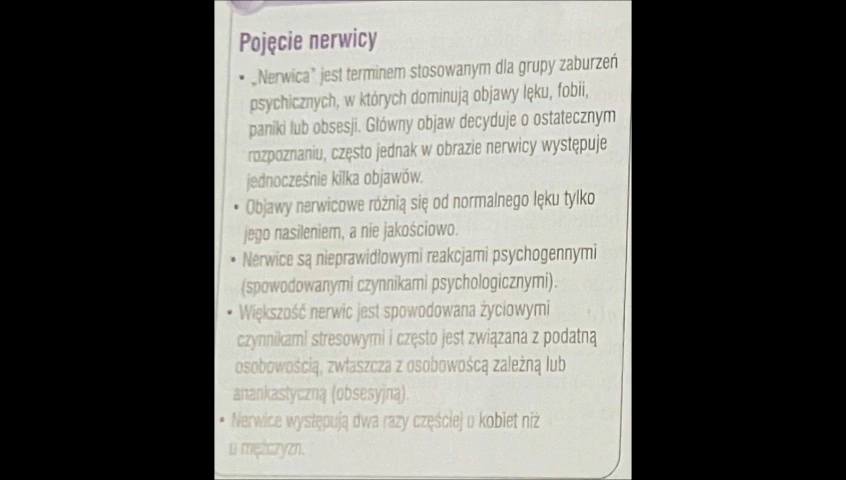 Pojęcie nerwicy
• „Nerwica” jest terminem stosowanym dla grupy zaburzeń
psychicznych, w których dominują objawy lęku, fobii,
paniki lub obsesji. Główny objaw decyduje o ostatecznym
rozpoznaniu, często jednak w obrazie nerwicy występuje
jednocześnie kilka objawów.
• Objawy nerwicowe różnią się od normalnego lęku tylko
jego nasileniem, a nie jakościowo.
• Nerwice są nieprawidłowymi reakcjami psychogennymi
(spowodowanymi czynnikami psychologicznymi).
• Większość nerwic jest spowodowana życiowymi
czynnikami stresowymi i często jest związana z podatną
osobowością, zwłaszcza z osobowością zależną lub
anankastyczną (obsesyjną).
• Nerwice występują dwa razy częściej u kobiet niż
u mężczyzn.